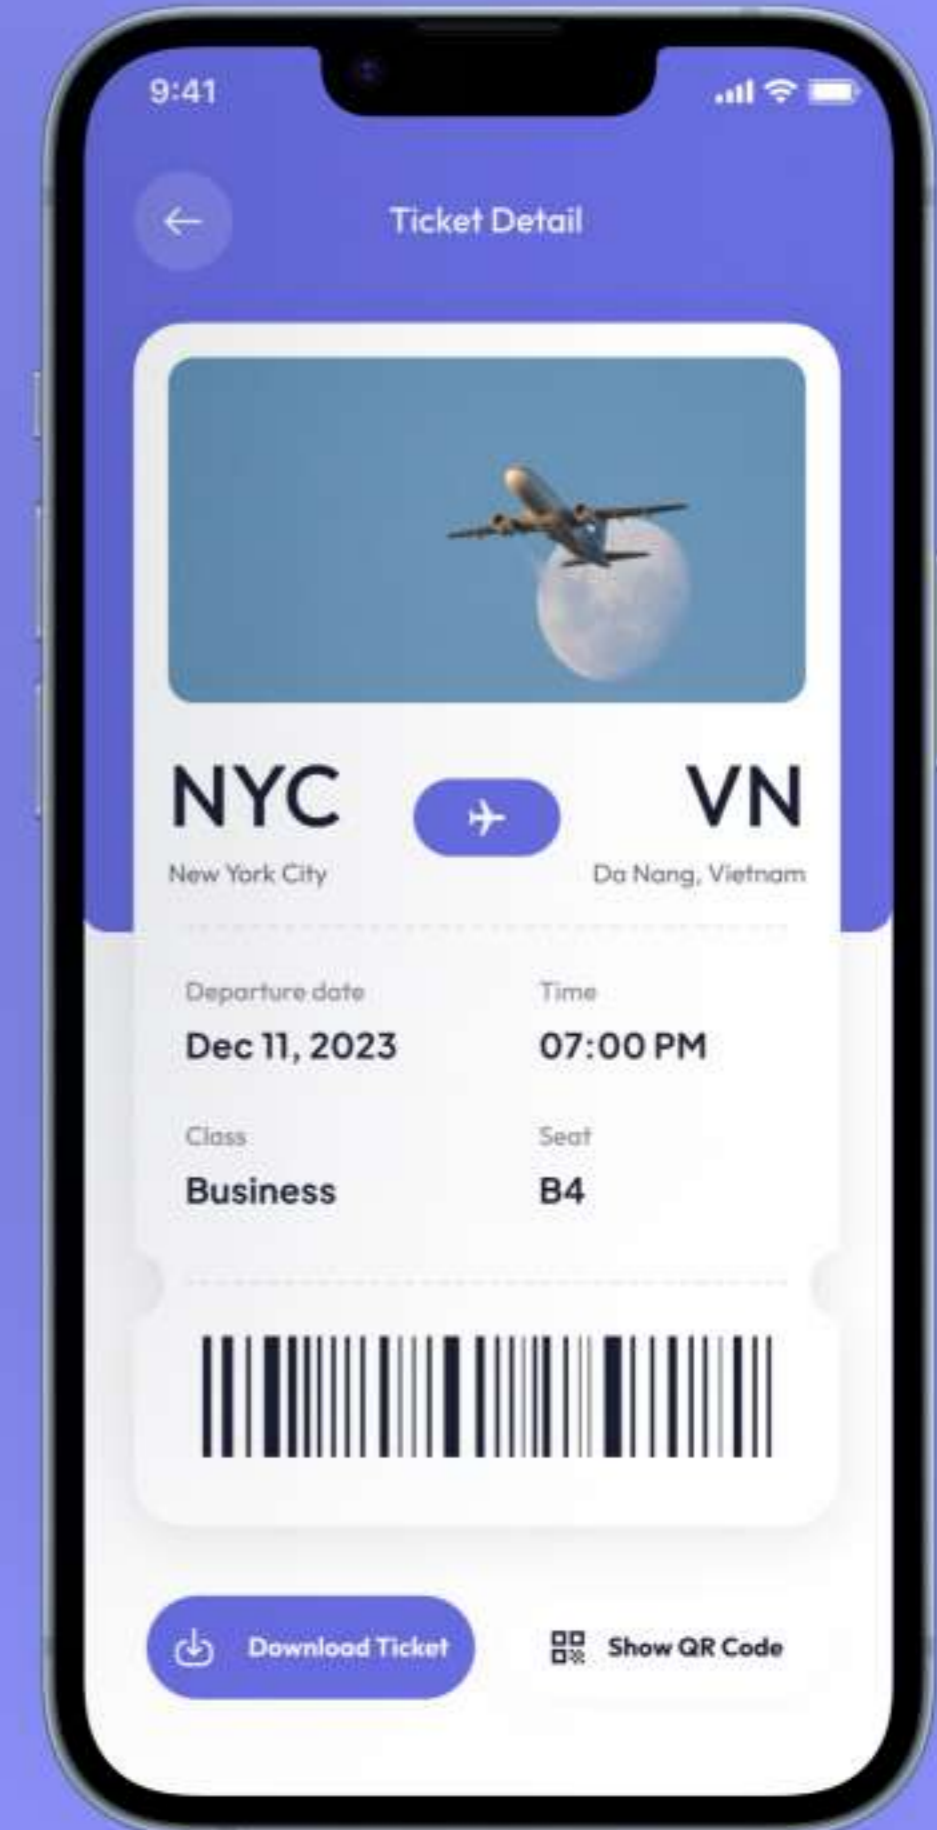 9:41
Ticket Detail
NYC VN
New York City Da Nang, Vietnam
Departure date Time
Dec 11, 2023 07:00 PM
Class Seat
Business B4
Download Ticket Show QR Code